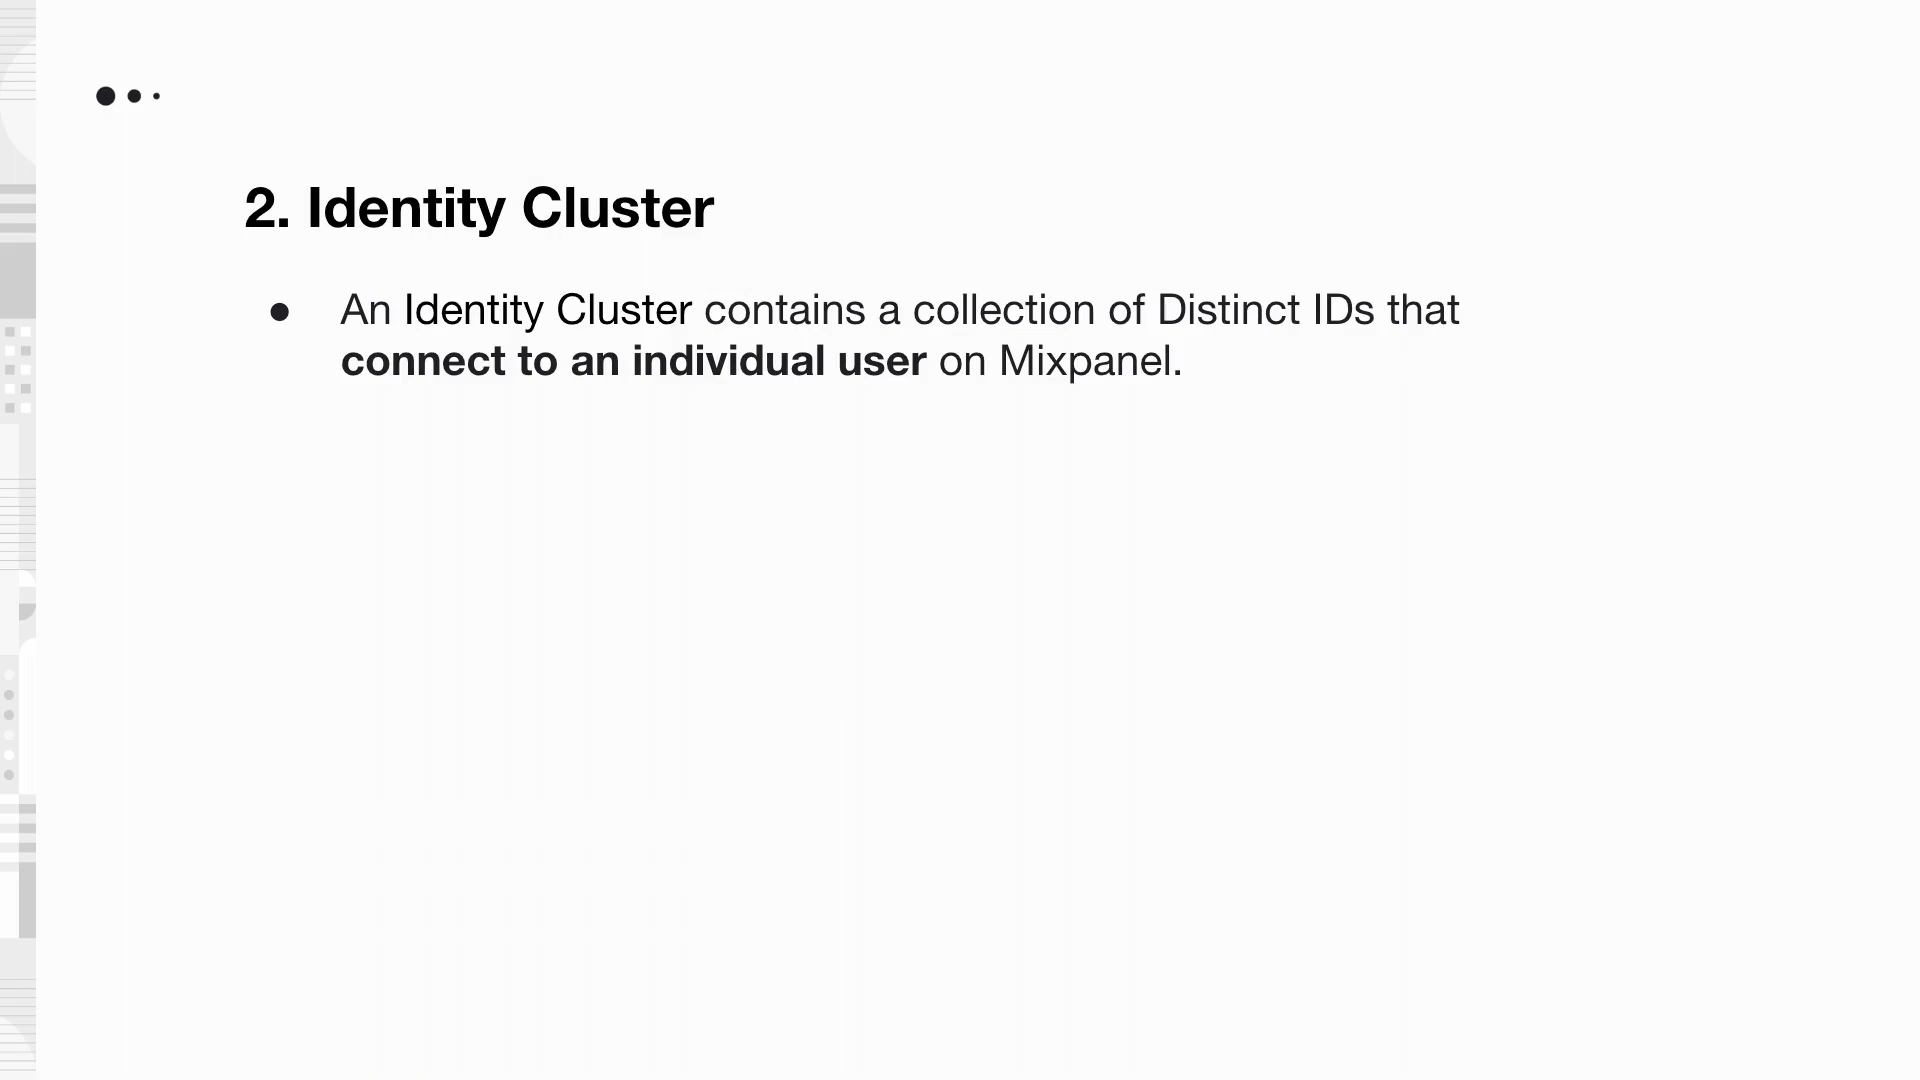 2. Identity Cluster
● An Identity Cluster contains a collection of Distinct IDs that
connect to an individual user on Mixpanel.